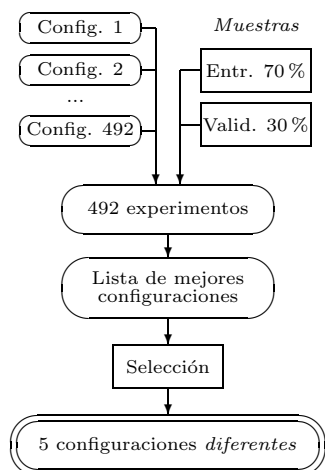 Config. 1
Config. 2
...
Config. 492
Muestras
Entr. 70 %
Valid. 30 %
492 experimentos
Lista de mejores
configuraciones
Selección
5 configuraciones diferentes